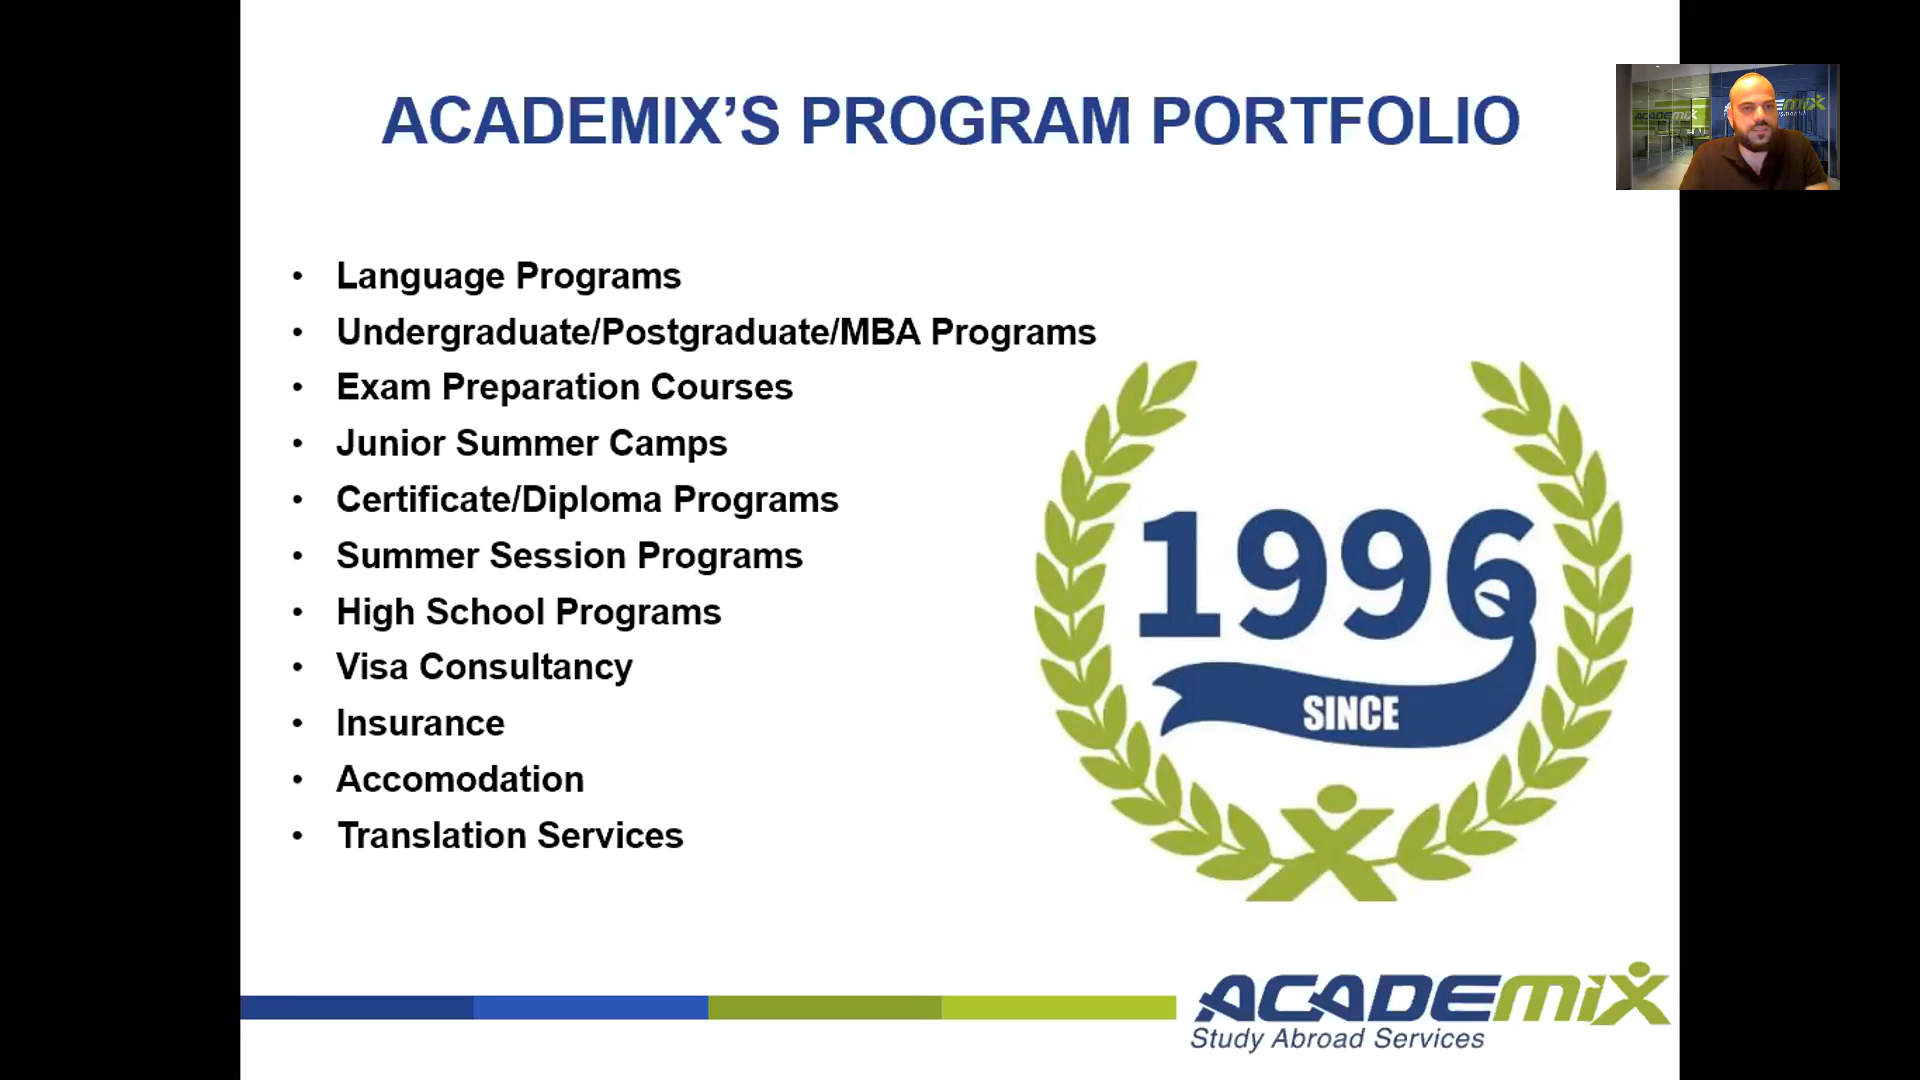 ACADEMIX’S PROGRAM PORTFOLIO
ACADEMIX
• Language Programs
• Undergraduate/Postgraduate/MBA Programs
• Exam Preparation Courses
• Junior Summer Camps
• Certificate/Diploma Programs
• Summer Session Programs
• High School Programs
• Visa Consultancy
• Insurance
• Accomodation
• Translation Services
1996
SINCE
ACADEMIX
Study Abroad Services